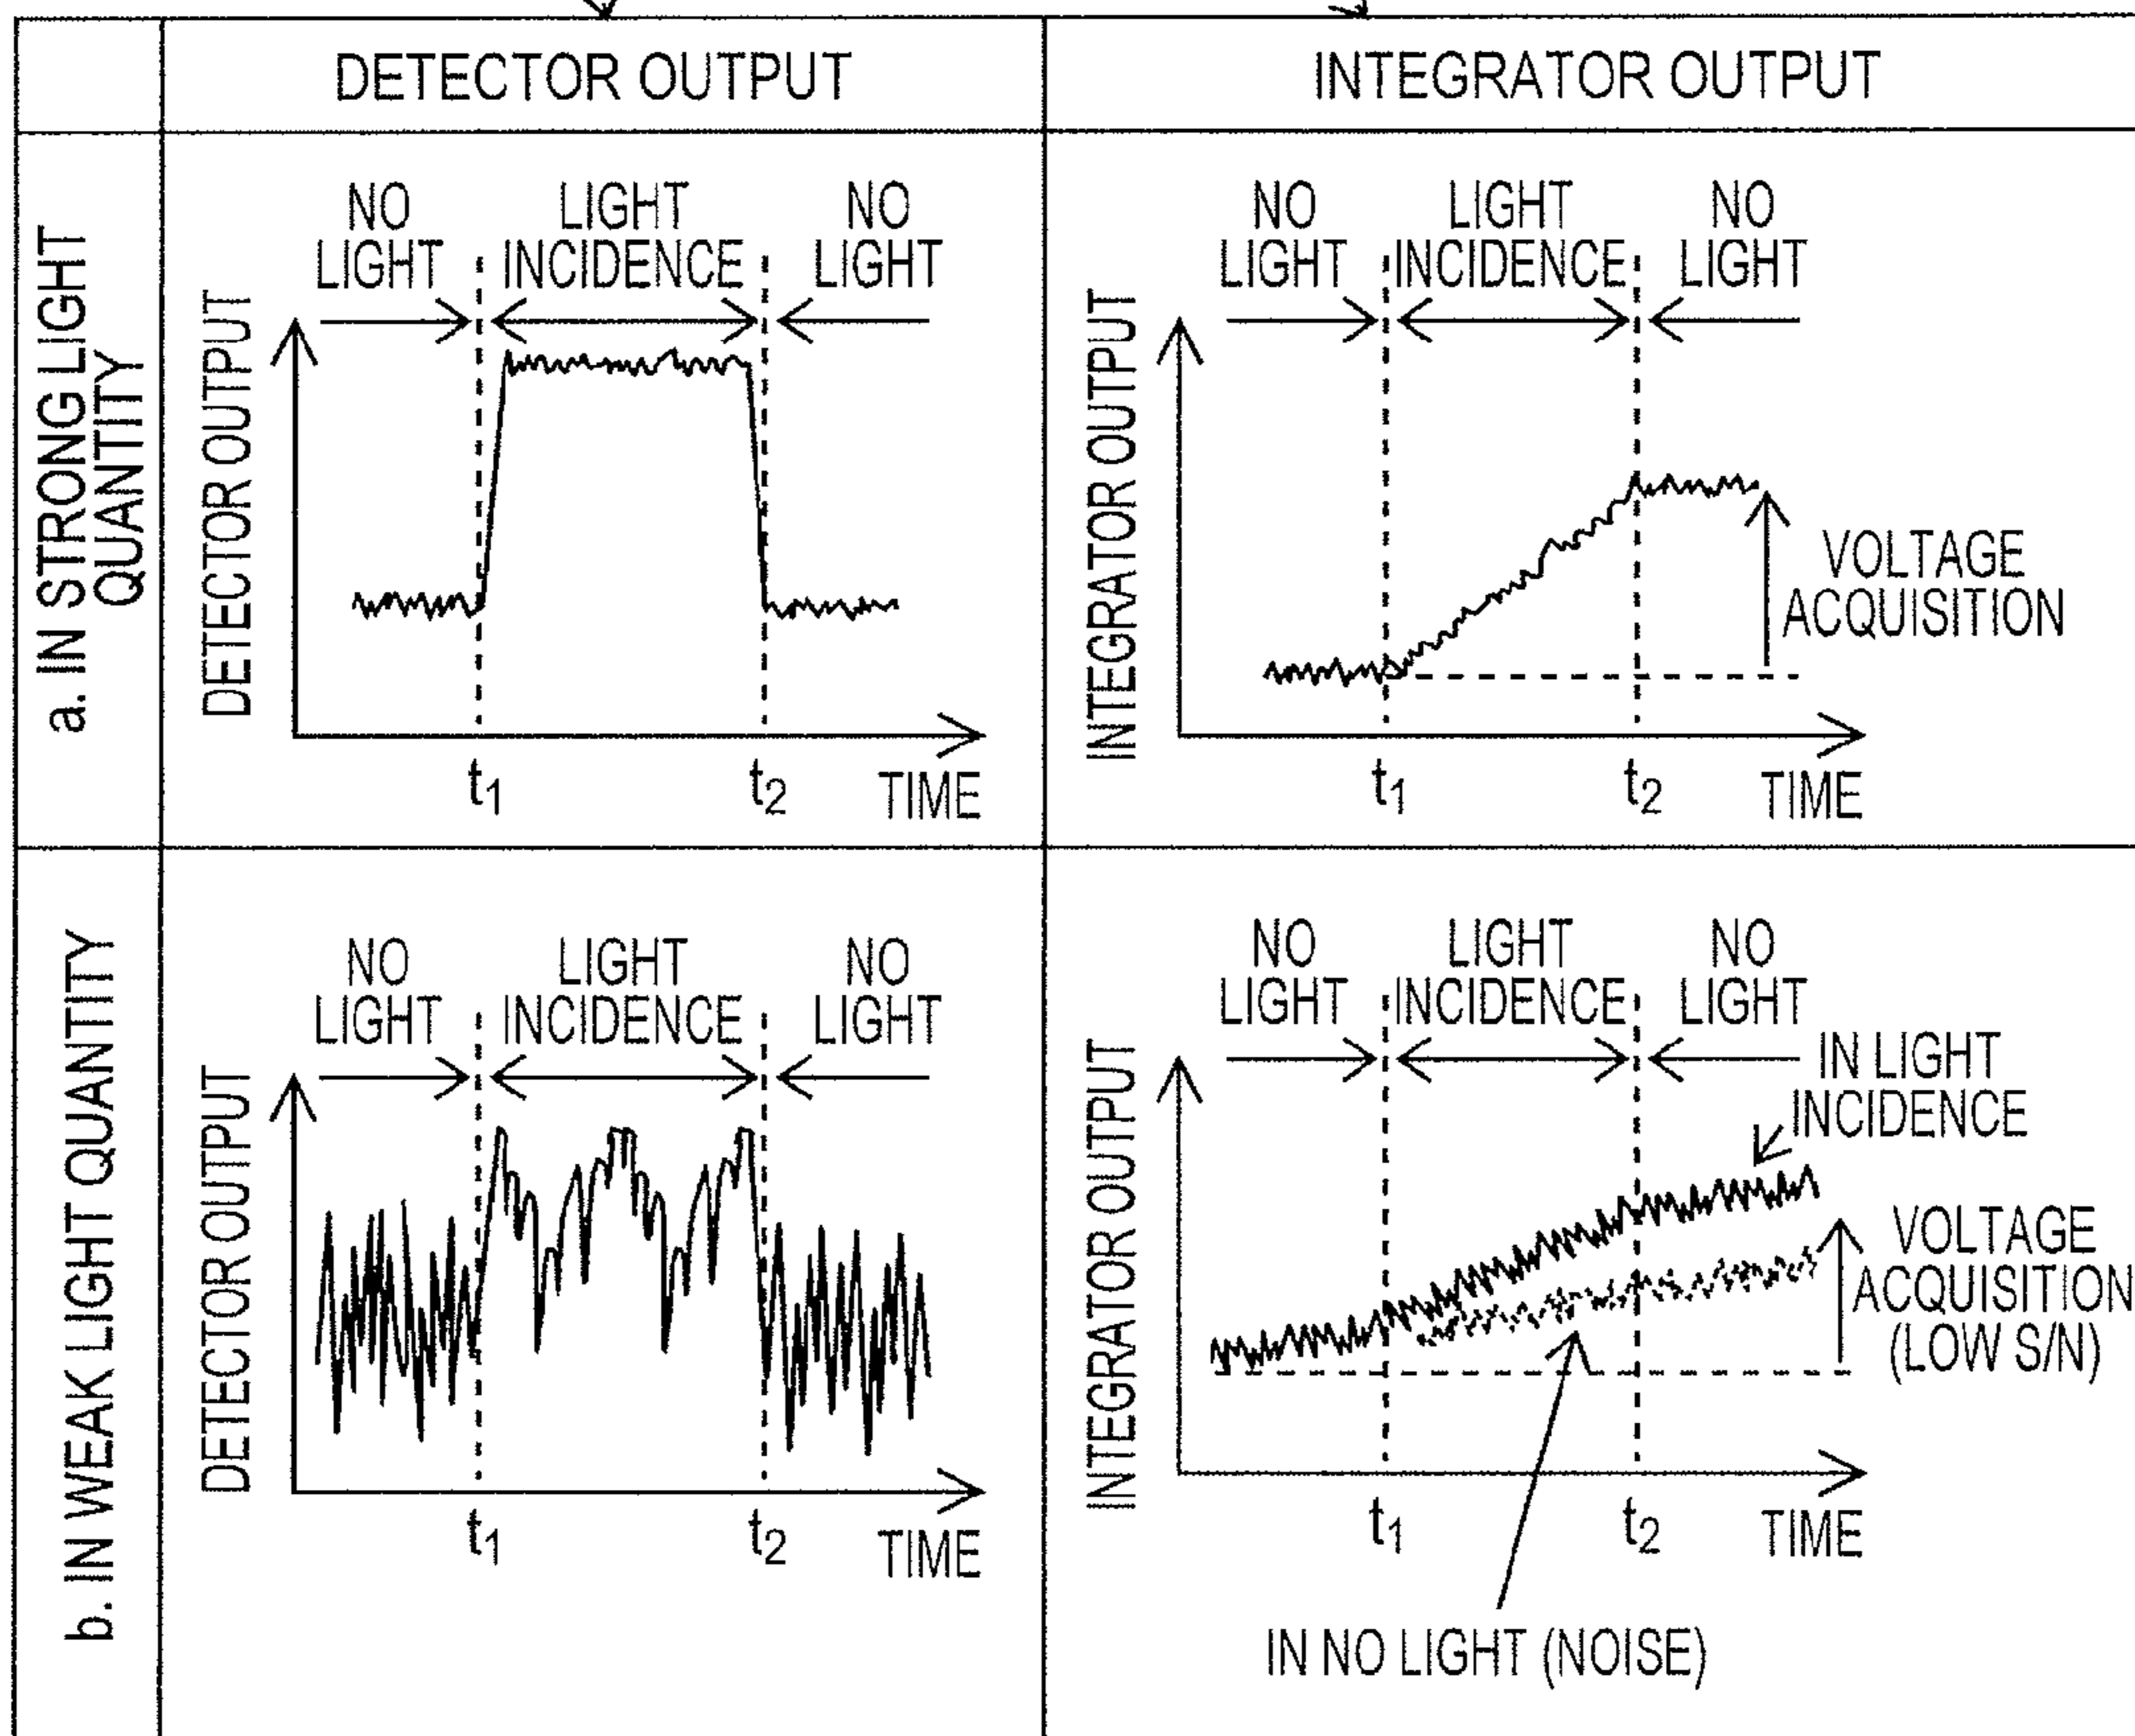 DETECTOR OUTPUT
INTEGRATOR OUTPUT
a. IN STRONG LIGHT
QUANTITY
DETECTOR OUTPUT
NO
LIGHT
LIGHT
INCIDENCE
NO
LIGHT
t1
t2
TIME
INTEGRATOR OUTPUT
NO
LIGHT
LIGHT
INCIDENCE
NO
LIGHT
VOLTAGE
ACQUISITION
t1
t2
TIME
b. IN WEAK LIGHT QUANTITY
DETECTOR OUTPUT
NO
LIGHT
LIGHT
INCIDENCE
NO
LIGHT
t1
t2
TIME
INTEGRATOR OUTPUT
NO
LIGHT
LIGHT
INCIDENCE
NO
LIGHT
IN LIGHT
INCIDENCE
VOLTAGE
ACQUISITION
(LOW S/N)
t1
t2
TIME
IN NO LIGHT (NOISE)